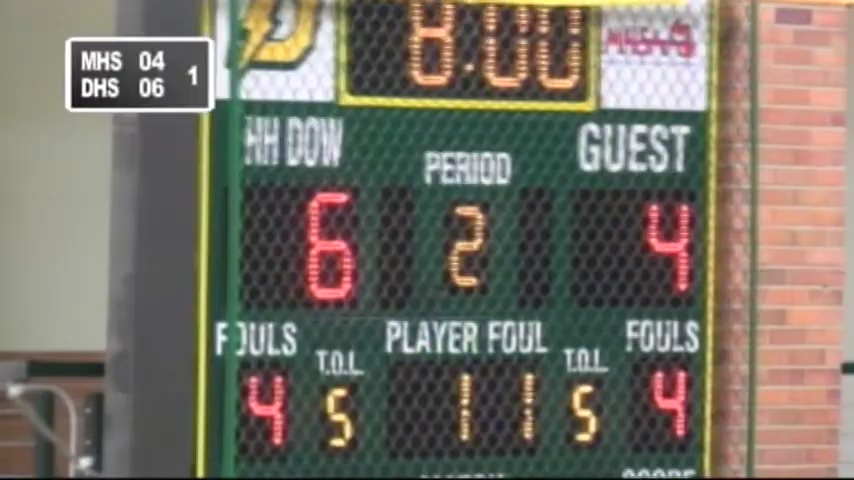 MHS 04
DHS 06
1
D
8:00
MHSAA
HH DOW
PERIOD
GUEST
6
2
4
FOULS
T.O.L.
PLAYER FOUL
T.O.L.
FOULS
4
5
11
5
4